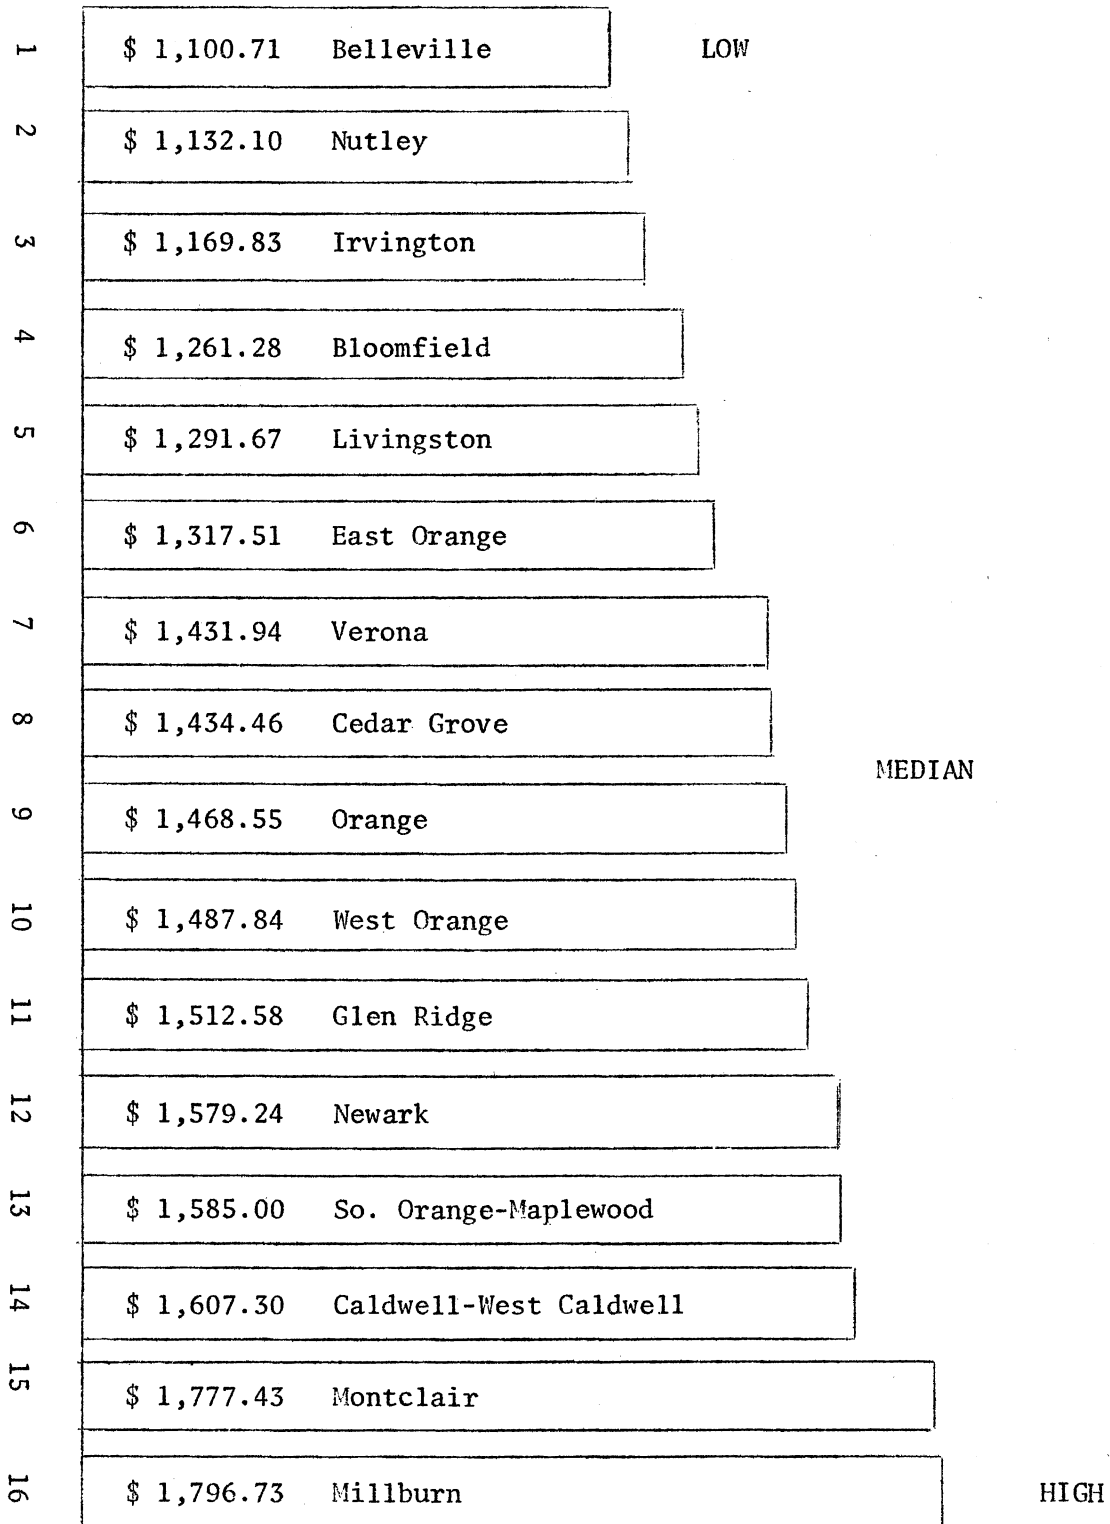 1 $ 1,100.71 Belleville LOW
2 $ 1,132.10 Nutley
3 $ 1,169.83 Irvington
4 $ 1,261.28 Bloomfield
5 $ 1,291.67 Livingston
6 $ 1,317.51 East Orange
7 $ 1,431.94 Verona
8 $ 1,434.46 Cedar Grove
MEDIAN
9 $ 1,468.55 Orange
10 $ 1,487.84 West Orange
11 $ 1,512.58 Glen Ridge
12 $ 1,579.24 Newark
13 $ 1,585.00 So. Orange-Maplewood
14 $ 1,607.30 Caldwell-West Caldwell
15 $ 1,777.43 Montclair
16 $ 1,796.73 Millburn HIGH